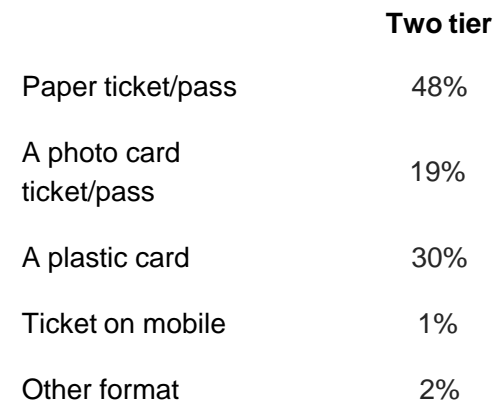 Two tier
Paper ticket/pass 48%
A photo card
ticket/pass 19%
A plastic card 30%
Ticket on mobile 1%
Other format 2%